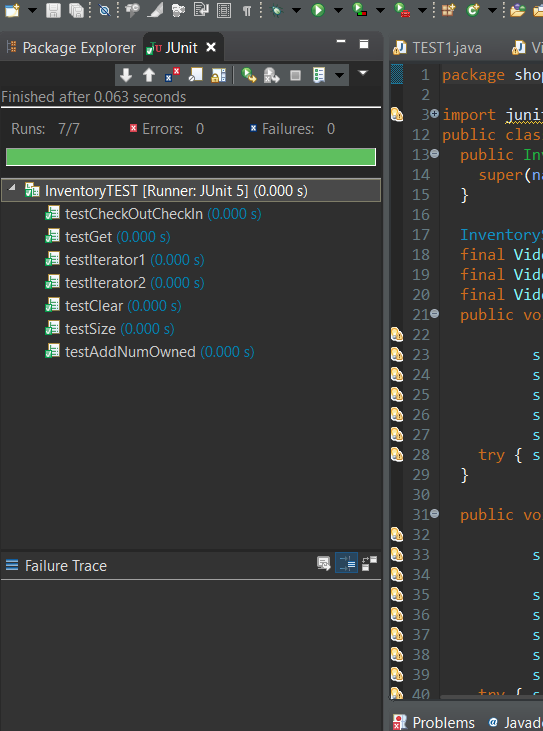 Package Explorer JUnit
Finished after 0.063 seconds
Runs: 7/7 Errors: 0 Failures: 0
InventoryTEST [Runner: JUnit 5] (0.000 s)
testCheckOutCheckIn (0.000 s)
testGet (0.000 s)
testIterator1 (0.000 s)
testIterator2 (0.000 s)
testClear (0.000 s)
testSize (0.000 s)
testAddNumOwned (0.000 s)
Failure Trace
TEST1.java Vi
1 package shop
2
3 import junit
12 public clas
13 public In
14 super(na
15 }
16
17 InventoryS
18 final Vide
19 final Vide
20 final Vide
21 public vo
22
23 s
24 s
25 s
26 s
27 s
28 try { s
29 }
30
31 public vo
32
33 s
34
35 s
36 s
37 s
38 s
39 s
40 try { s
Problems Javad